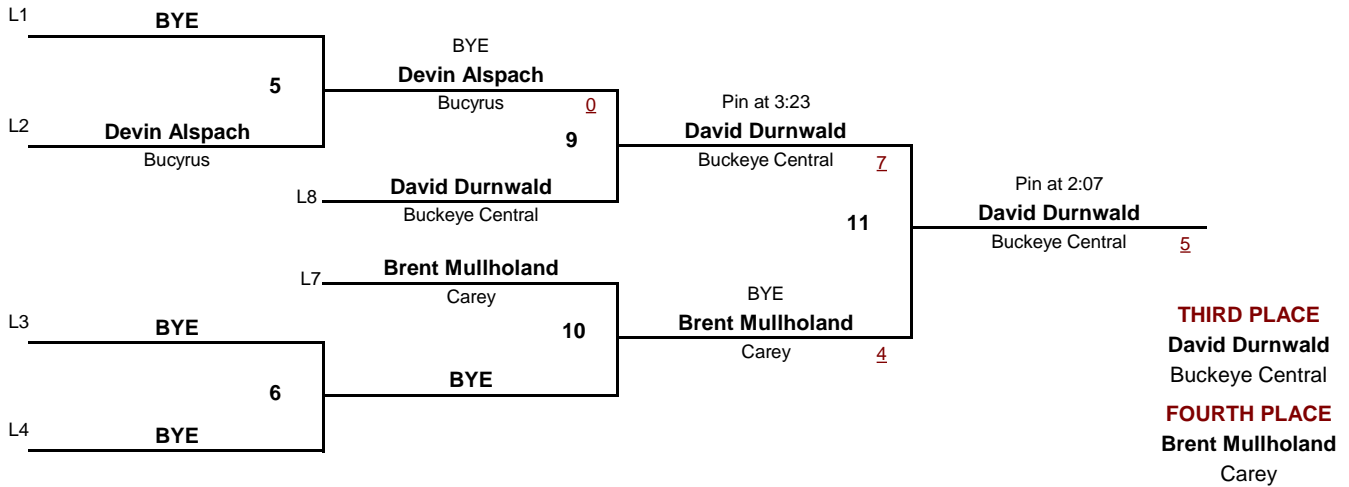 L1
BYE
5
L2
Devin Alspach
Bucyrus
BYE
Devin Alspach
Bucyrus 0
9
L8
David Durnwald
Buckeye Central
Pin at 3:23
David Durnwald
Buckeye Central 7
11
L7
Brent Mullholand
Carey
10
L3
BYE
6
L4
BYE
BYE
BYE
Brent Mullholand
Carey 4
Pin at 2:07
David Durnwald
Buckeye Central 5
THIRD PLACE
David Durnwald
Buckeye Central
FOURTH PLACE
Brent Mullholand
Carey